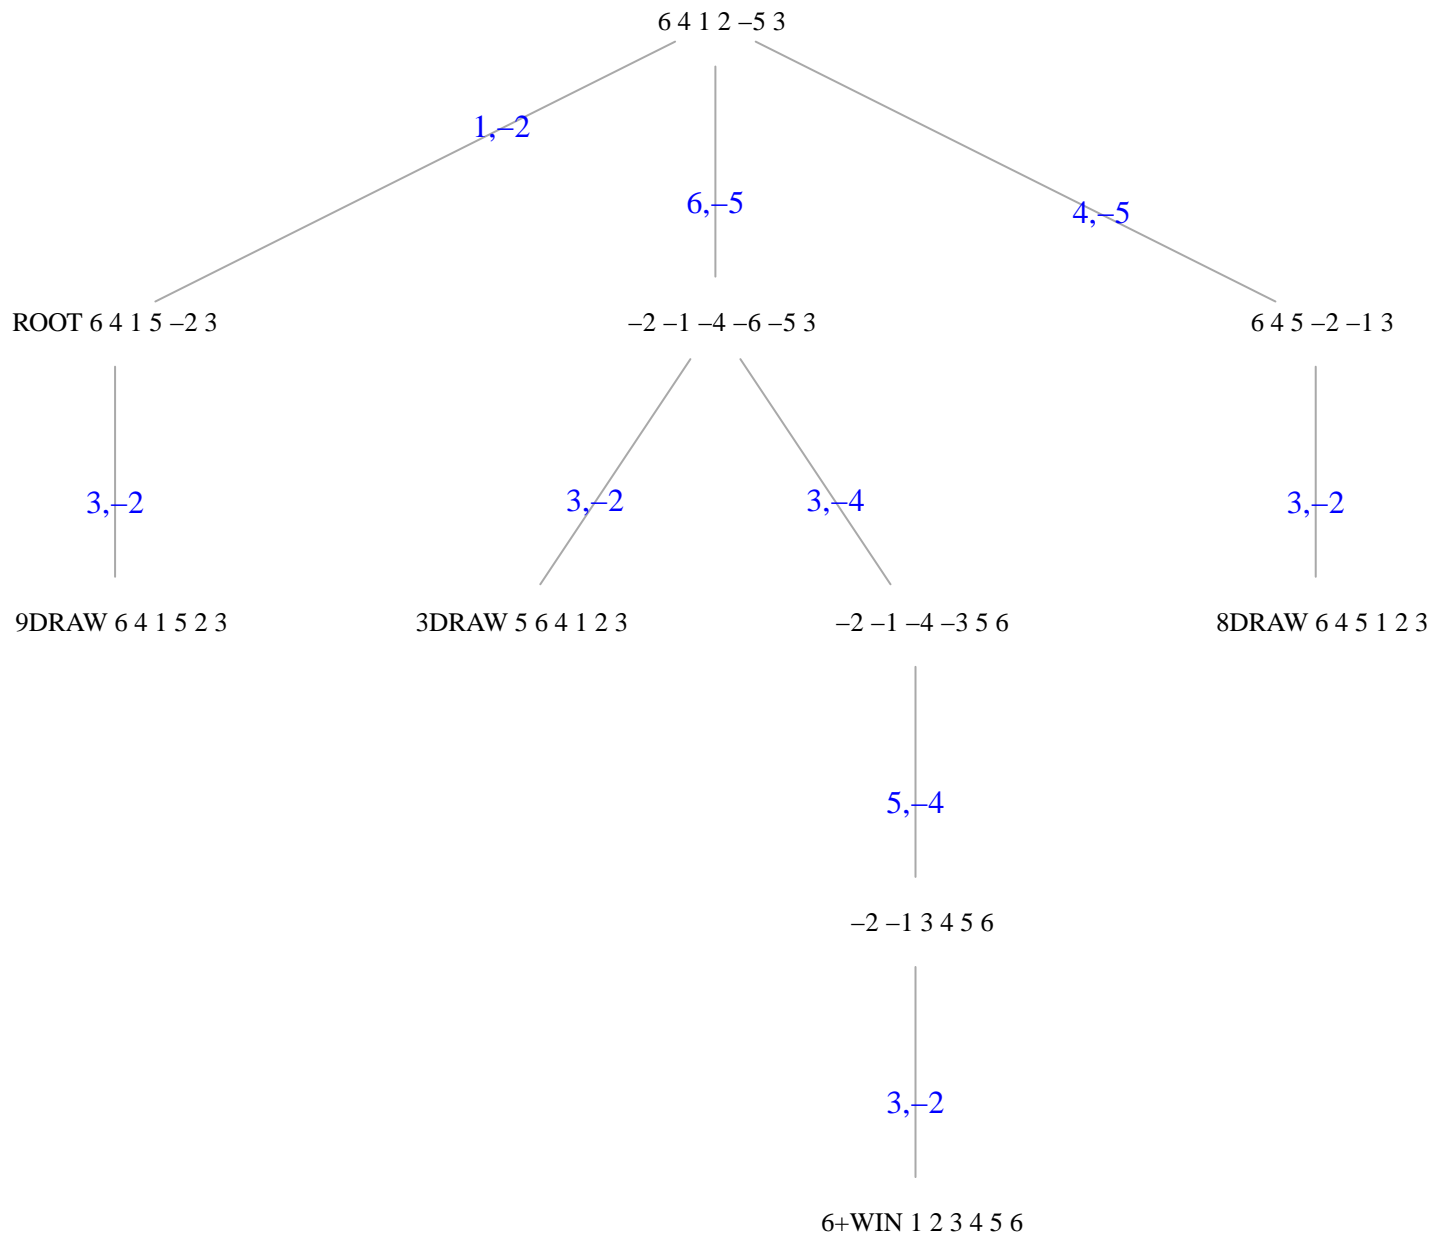 6 4 1 2 –5 3
1,–2
6,–5
4,–5
ROOT 6 4 1 5 –2 3
–2 –1 –4 –6 –5 3
6 4 5 –2 –1 3
3,–2
3,–2
3,–4
3,–2
9DRAW 6 4 1 5 2 3
3DRAW 5 6 4 1 2 3
–2 –1 –4 –3 5 6
8DRAW 6 4 5 1 2 3
5,–4
–2 –1 3 4 5 6
3,–2
6+WIN 1 2 3 4 5 6